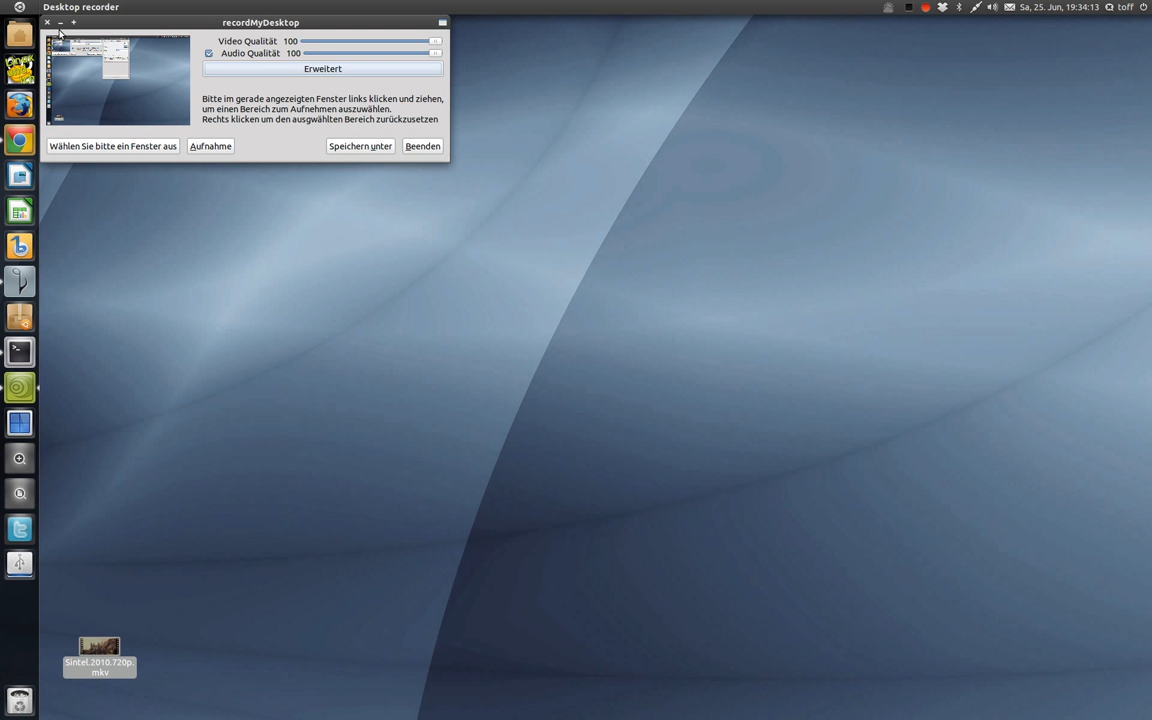 Desktop recorder
Sa, 25. Jun, 19:34:13 toff
recordMyDesktop
Video Qualität 100
Audio Qualität 100
Erweitert
Bitte im gerade angezeigten Fenster links klicken und ziehen,
um einen Bereich zum Aufnehmen auszuwählen.
Rechts klicken um den ausgwählten Bereich zurückzusetzen
Wählen Sie bitte ein Fenster aus Aufnahme Speichern unter Beenden
Sintel.2010.720p.
mkv